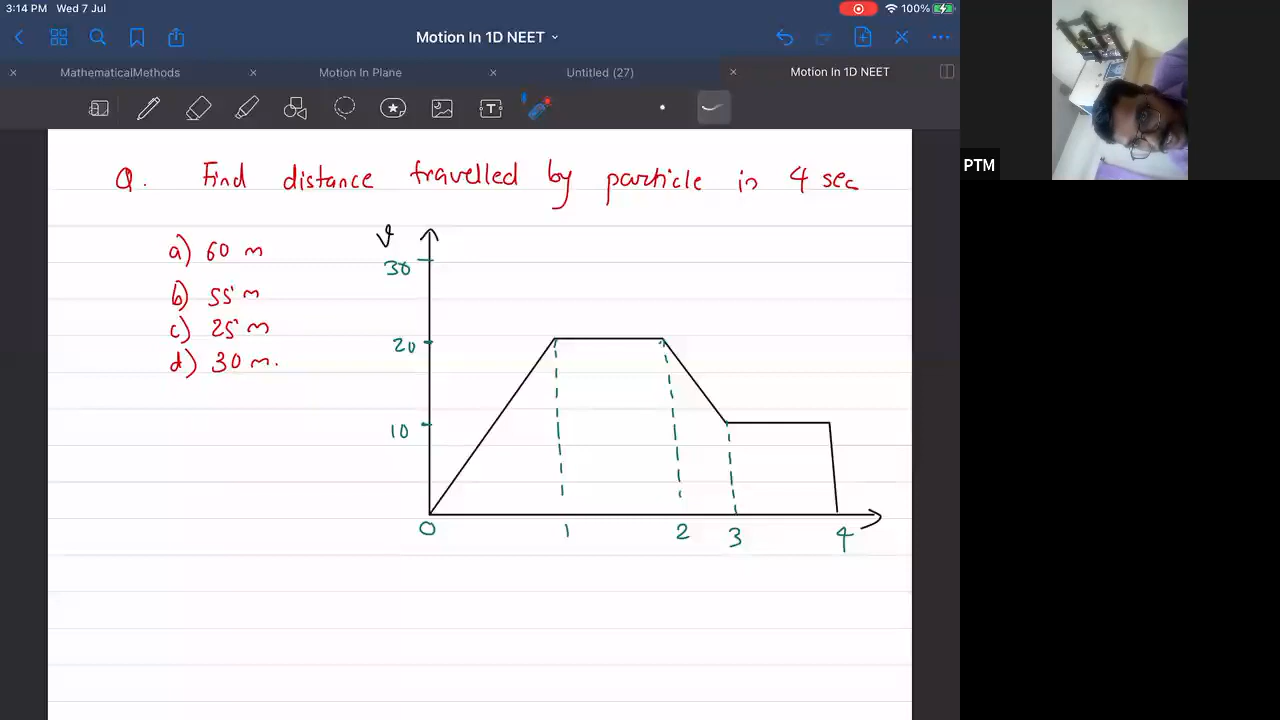 3:14 PM Wed 7 Jul
100%
Motion In 1D NEET
MathematicalMethods
Motion In Plane
Untitled (27)
Motion In 1D NEET
T
PTM
Q. Find distance travelled by particle in 4 sec
a) 60 m
b) 55 m
c) 25 m
d) 30 m.
v
30
20
10
0 1 2 3 4